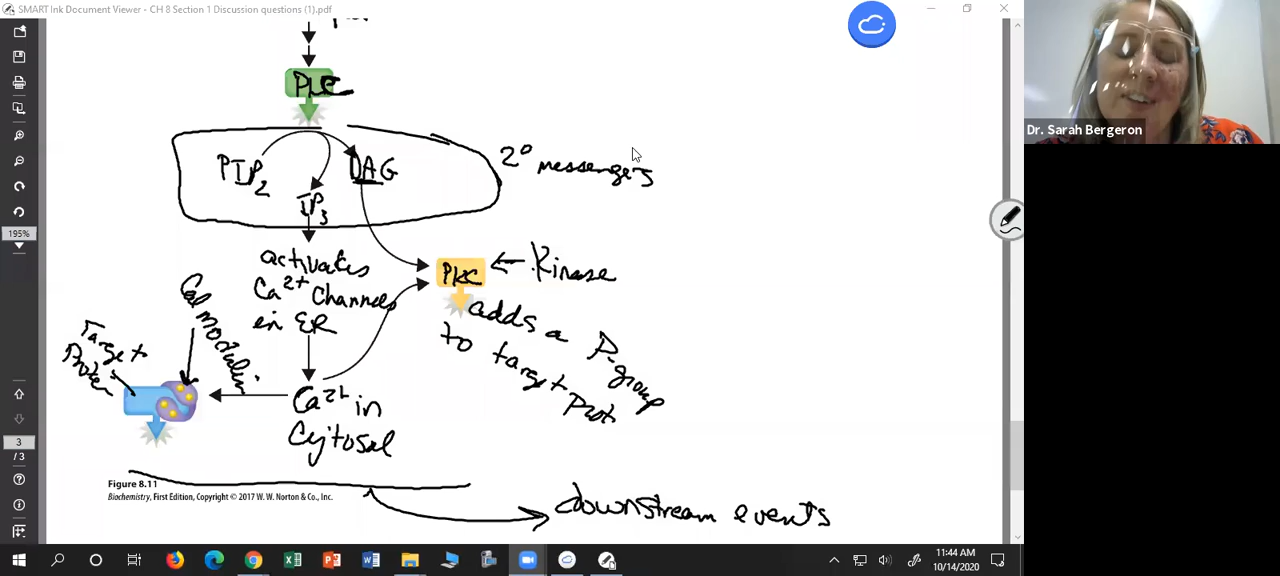 SMART Ink Document Viewer - CH 8 Section 1 Discussion questions (1).pdf
PLC
PIP2
DAG
IP3
2° messengers
activates
Ca2+ Channels
in ER
PKC
← Kinase
adds a P-group
to target Prot
Calmodulin
Target
Protein
Ca2+ in
Cytosol
Figure 8.11
Biochemistry, First Edition, Copyright © 2017 W. W. Norton & Co., Inc.
downstream events
Dr. Sarah Bergeron
195%
3
/ 3
11:44 AM
10/14/2020